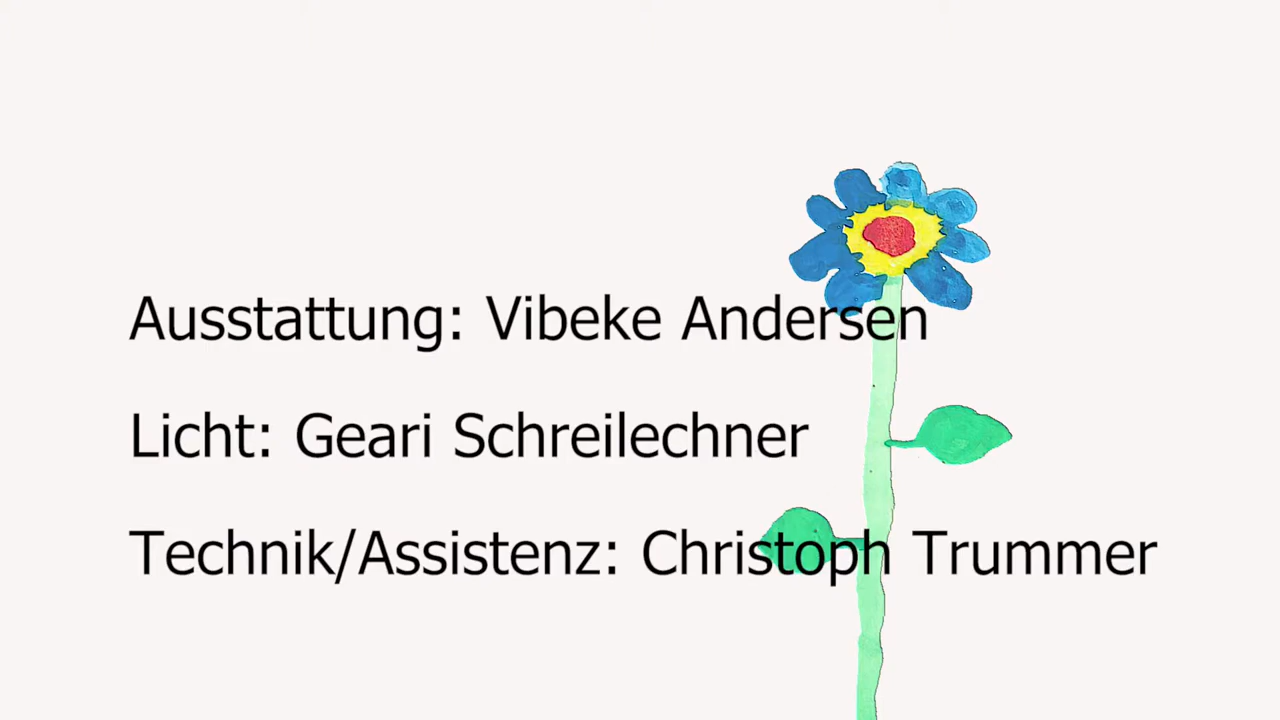 Ausstattung: Vibeke Andersen
Licht: Geari Schreilechner
Technik/Assistenz: Christoph Trummer